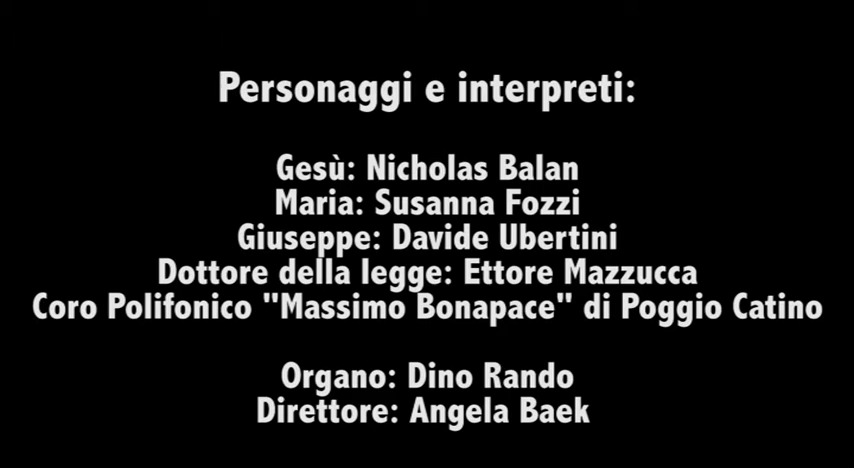 Personaggi e interpreti:
Gesù: Nicholas Balan
Maria: Susanna Fozzi
Giuseppe: Davide Ubertini
Dottore della legge: Ettore Mazzucca
Coro Polifonico "Massimo Bonapace" di Poggio Catino
Organo: Dino Rando
Direttore: Angela Baek